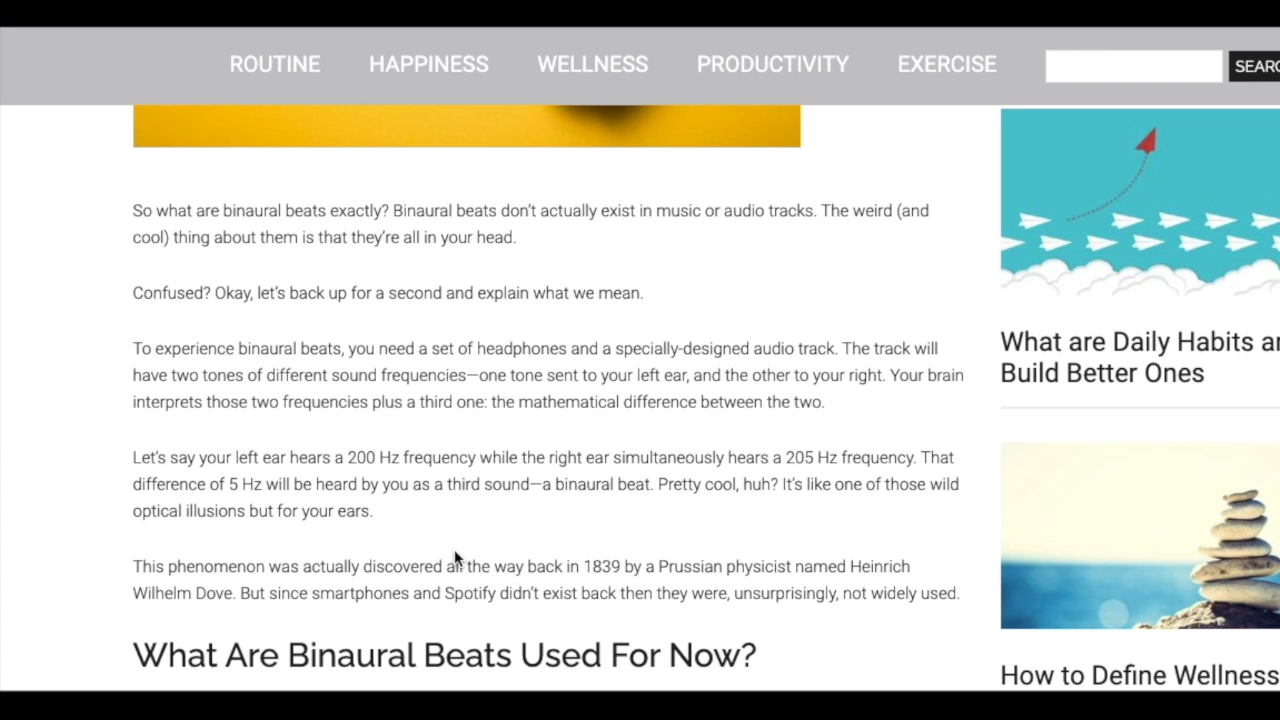 ROUTINE HAPPINESS WELLNESS PRODUCTIVITY EXERCISE
So what are binaural beats exactly? Binaural beats don't actually exist in music or audio tracks. The weird (and
cool) thing about them is that they're all in your head.
Confused? Okay, let's back up for a second and explain what we mean.
To experience binaural beats, you need a set of headphones and a specially-designed audio track. The track will
have two tones of different sound frequencies—one tone sent to your left ear, and the other to your right. Your brain
interprets those two frequencies plus a third one: the mathematical difference between the two.
Let's say your left ear hears a 200 Hz frequency while the right ear simultaneously hears a 205 Hz frequency. That
difference of 5 Hz will be heard by you as a third sound—a binaural beat. Pretty cool, huh? It's like one of those wild
optical illusions but for your ears.
This phenomenon was actually discovered all the way back in 1839 by a Prussian physicist named Heinrich
Wilhelm Dove. But since smartphones and Spotify didn't exist back then they were, unsurprisingly, not widely used.
What Are Binaural Beats Used For Now?
What are Daily Habits
Build Better Ones
How to Define Wellness